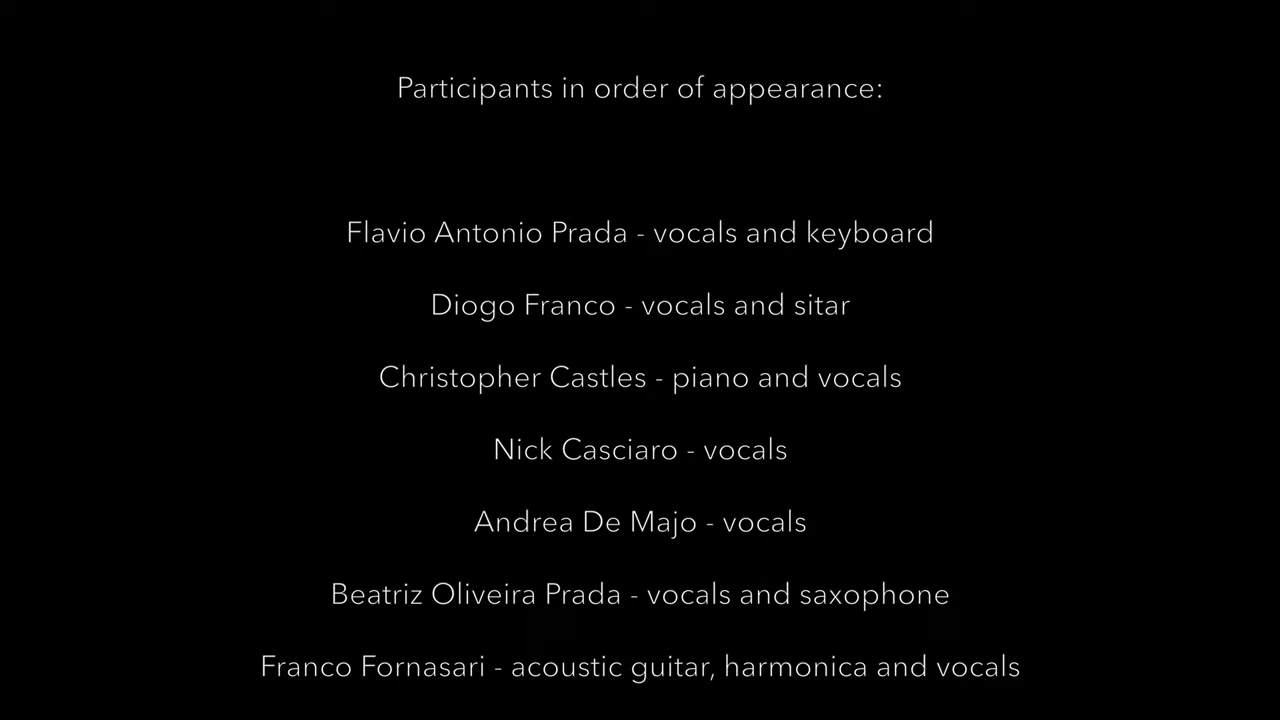 Participants in order of appearance:
Flavio Antonio Prada - vocals and keyboard
Diogo Franco - vocals and sitar
Christopher Castles - piano and vocals
Nick Casciaro - vocals
Andrea De Majo - vocals
Beatriz Oliveira Prada - vocals and saxophone
Franco Fornasari - acoustic guitar, harmonica and vocals